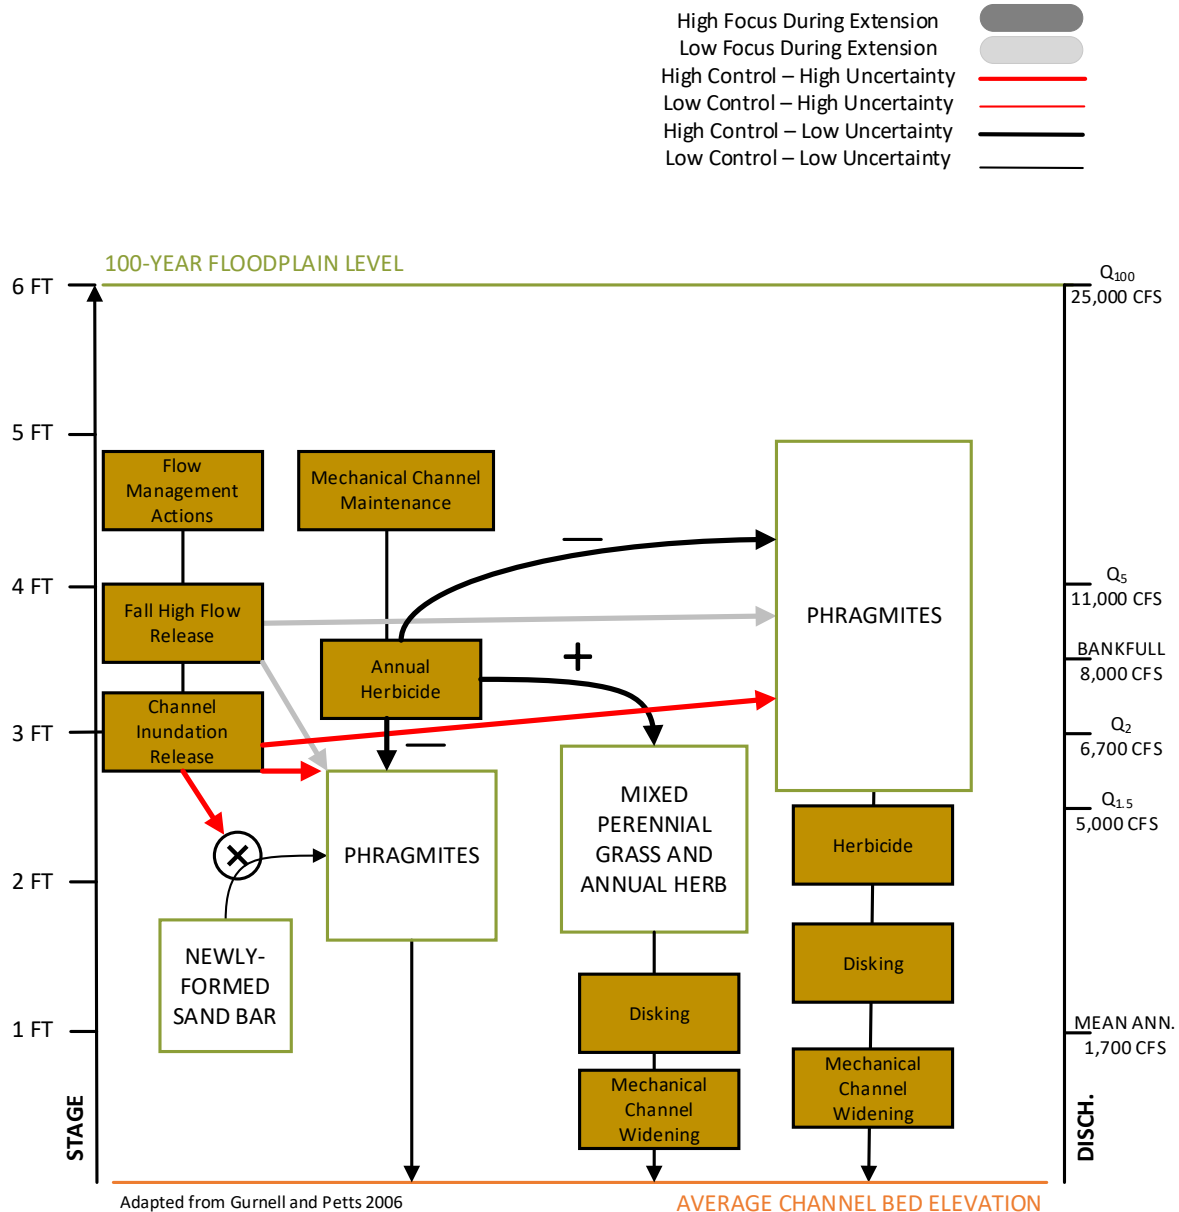 High Focus During Extension
Low Focus During Extension
High Control – High Uncertainty
Low Control – High Uncertainty
High Control – Low Uncertainty
Low Control – Low Uncertainty
100-YEAR FLOODPLAIN LEVEL
6 FT
5 FT
4 FT
3 FT
2 FT
1 FT
STAGE
Q100
25,000 CFS
Q5
11,000 CFS
BANKFULL
8,000 CFS
Q2
6,700 CFS
Q1.5
5,000 CFS
MEAN ANN.
1,700 CFS
DISCH.
Flow
Management
Actions
Mechanical Channel
Maintenance
Fall High Flow
Release
Annual
Herbicide
Channel
Inundation
Release
—
+
—
PHRAGMITES
PHRAGMITES
MIXED
PERENNIAL
GRASS AND
ANNUAL HERB
NEWLY-
FORMED
SAND BAR
Herbicide
Disking
Mechanical
Channel
Widening
Disking
Mechanical
Channel
Widening
Adapted from Gurnell and Petts 2006
AVERAGE CHANNEL BED ELEVATION